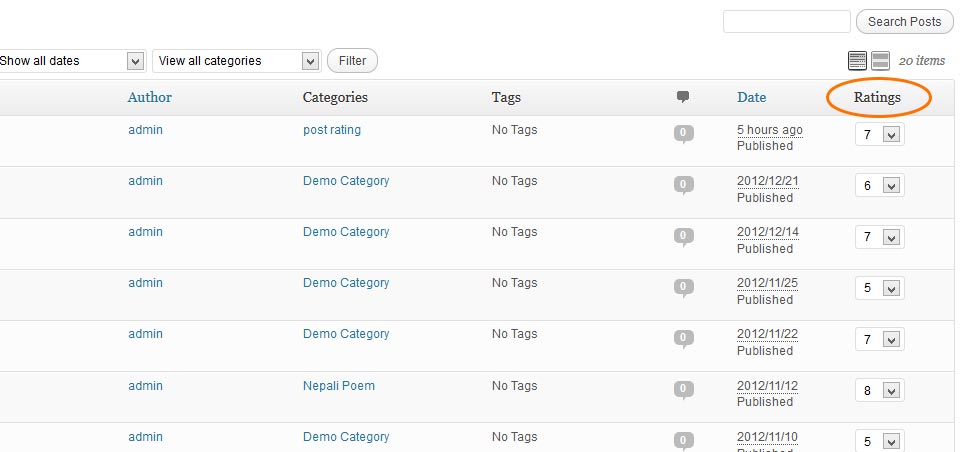 Search Posts
Show all dates View all categories Filter 20 items
Author Categories Tags Date Ratings
admin post rating No Tags 0 5 hours ago 7
Published
admin Demo Category No Tags 0 2012/12/21 6
Published
admin Demo Category No Tags 0 2012/12/14 7
Published
admin Demo Category No Tags 0 2012/11/25 5
Published
admin Demo Category No Tags 0 2012/11/22 7
Published
admin Nepali Poem No Tags 0 2012/11/12 8
Published
admin Demo Category No Tags 0 2012/11/10 5